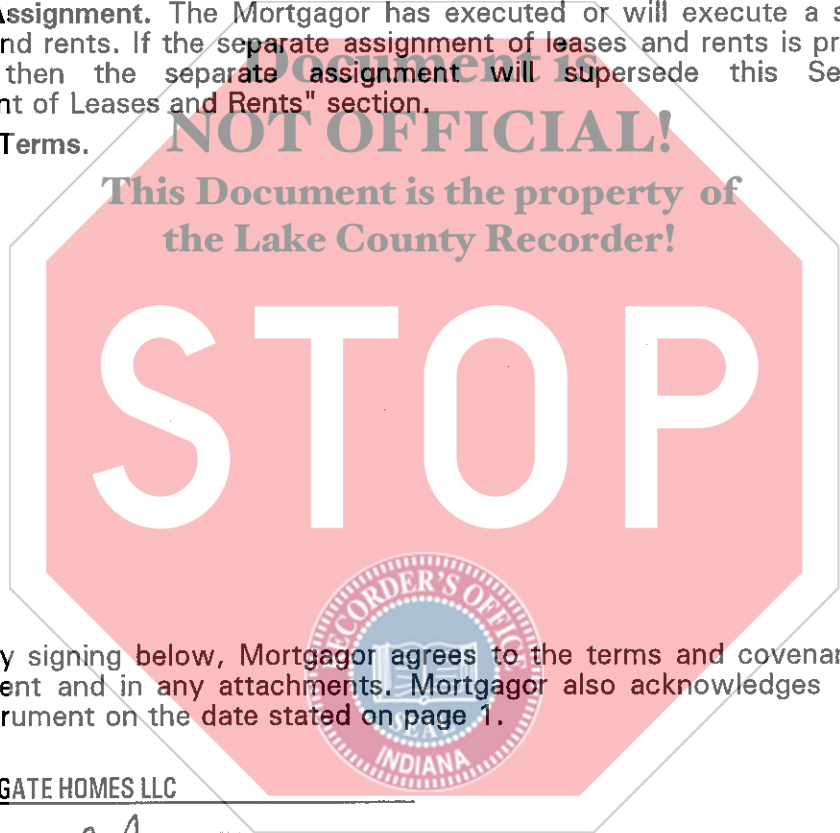 Assignment. The Mortgagor has executed or will execute a s
nd rents. If the separate assignment of leases and rents is pr
then the separate assignment will supersede this Se
nt of Leases and Rents" section.
Terms.
Document is
NOT OFFICIAL!
This Document is the property of
the Lake County Recorder!
STOP
RECORDER'S OFFICE
SEAL
INDIANA
y signing below, Mortgagor agrees to the terms and covenan
ent and in any attachments. Mortgagor also acknowledges
rument on the date stated on page 1.
GATE HOMES LLC